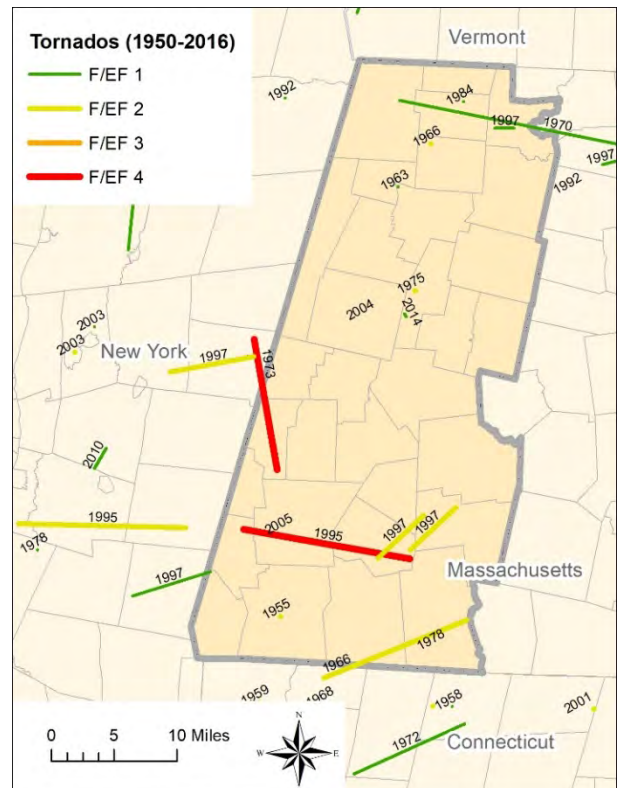 Tornados (1950-2016)
F/EF 1
F/EF 2
F/EF 3
F/EF 4
Vermont
1992
1984
1997
1970
1966
1997
1963
1992
1975
2004
2014
2003
2003
New York
1997
1973
2010
1995
2005
1995
1997
1997
1978
1997
Massachusetts
1955
1978
1966
1959
1968
1958
2001
1972
Connecticut
0 5 10 Miles
N
W E
S